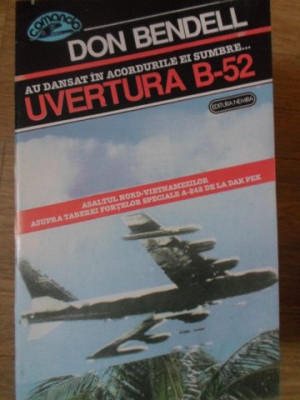 comando
DON BENDELL
AU DANSAT ÎN ACORDURILE EI SUMBRE...
UVERTURA B-52
EDITURA NEMIRA
ASALTUL NORD-VIETNAMEZILOR
ASUPRA TABEREI FORȚELOR SPECIALE A-242 DE LA DAK PEK